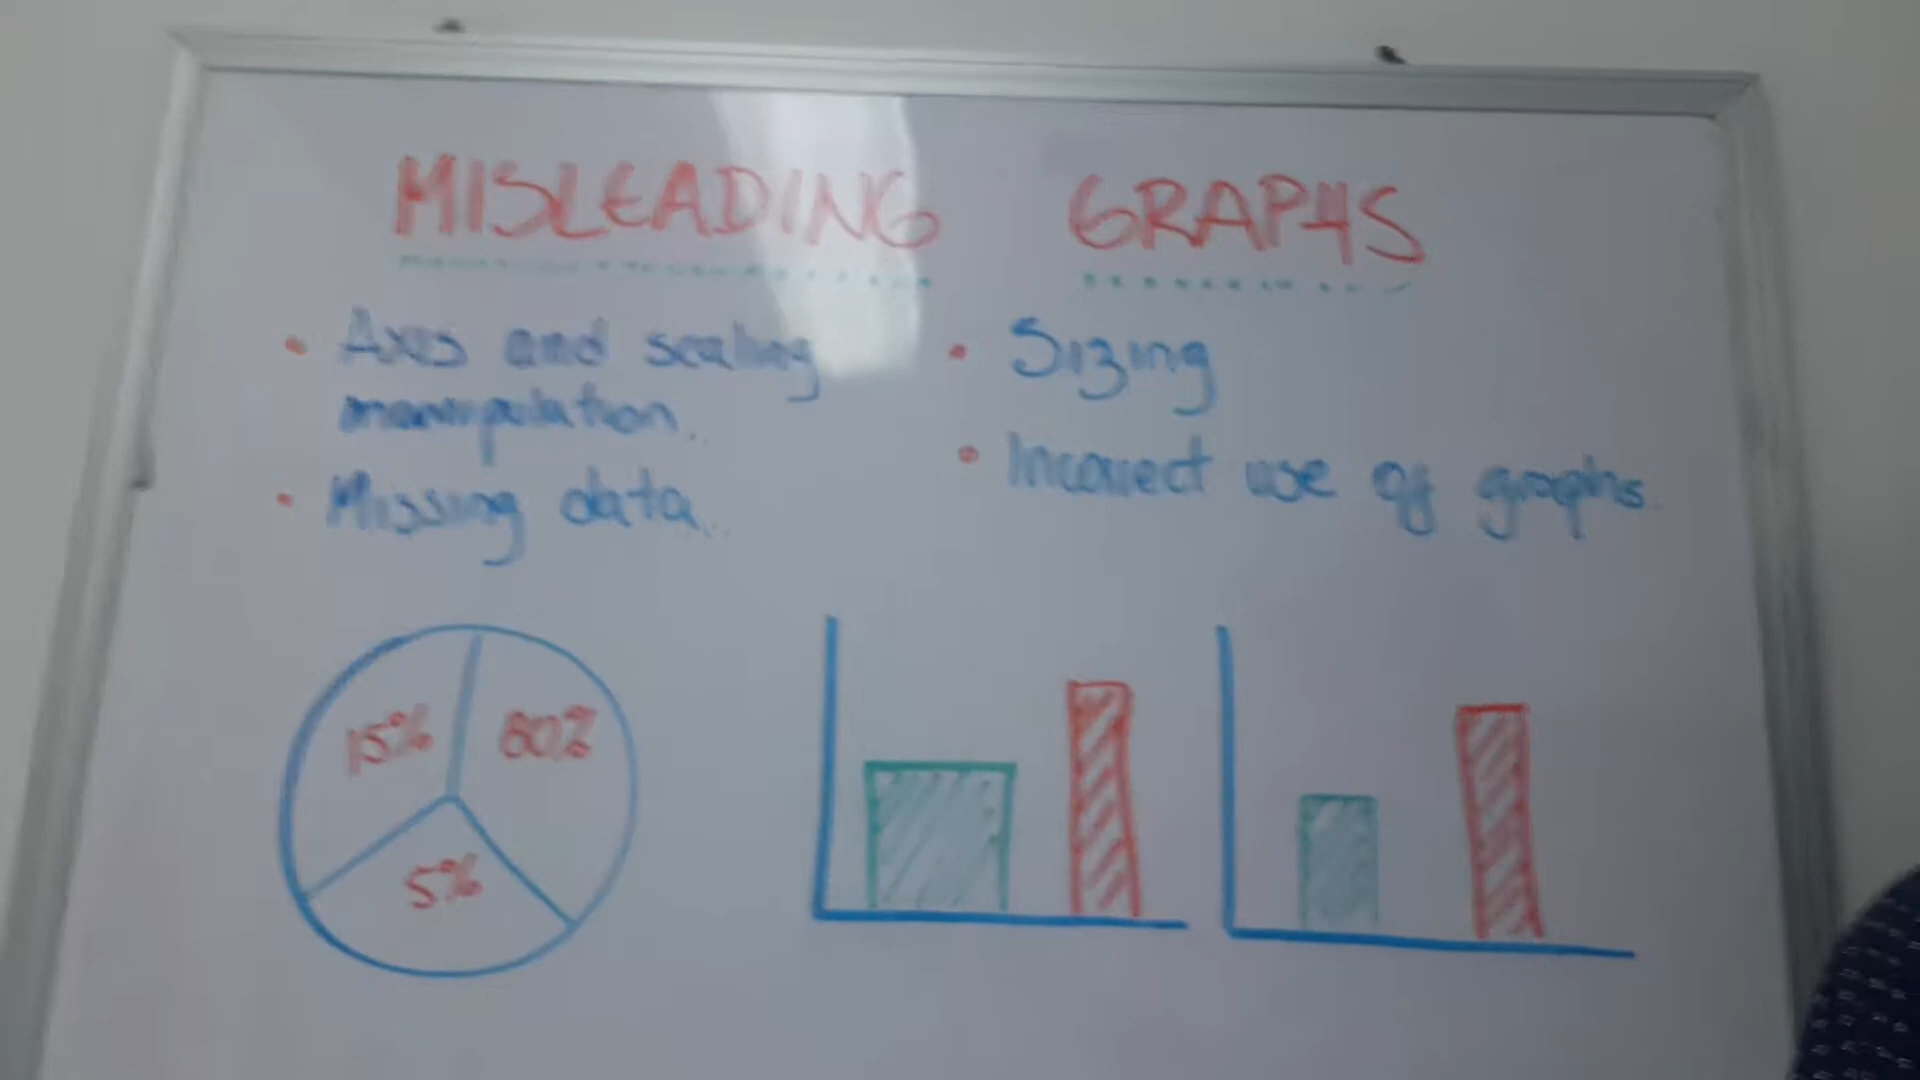 MISLEADING GRAPHS
• Axes and scaling
manipulation.
• Missing data.
• Sizing
• Incorrect use of graphs.
15%
80%
5%